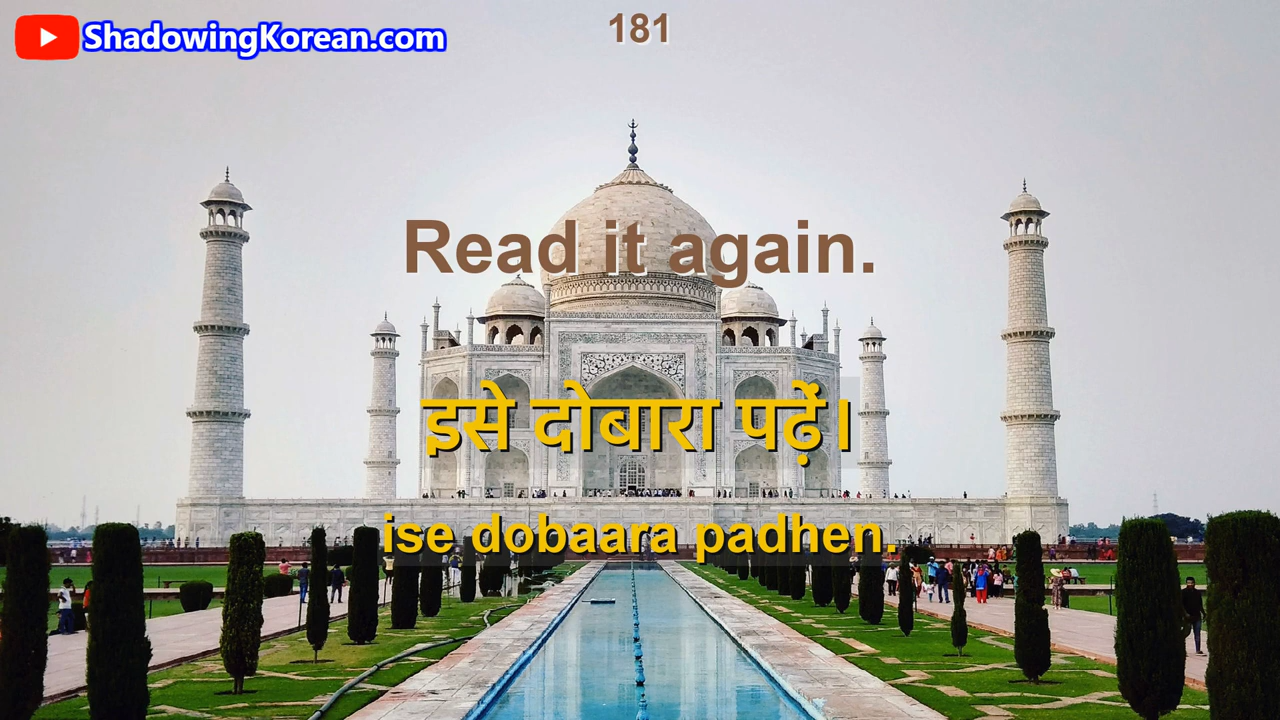 ShadowingKorean.com
181
Read it again.
इसे दोबारा पढ़ें।
ise dobaara padhen.